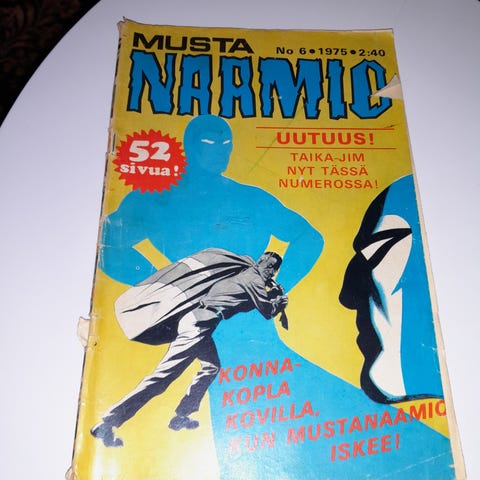 MUSTA
No 6 • 1975 • 2:40
NAAMIO
52
sivua!
UUTUUS!
TAIKA-JIM
NYT TÄSSÄ
NUMEROSSA!
KONNA-
KOPLA
KOVILLA,
KUN MUSTANAAMIO
ISKEE!